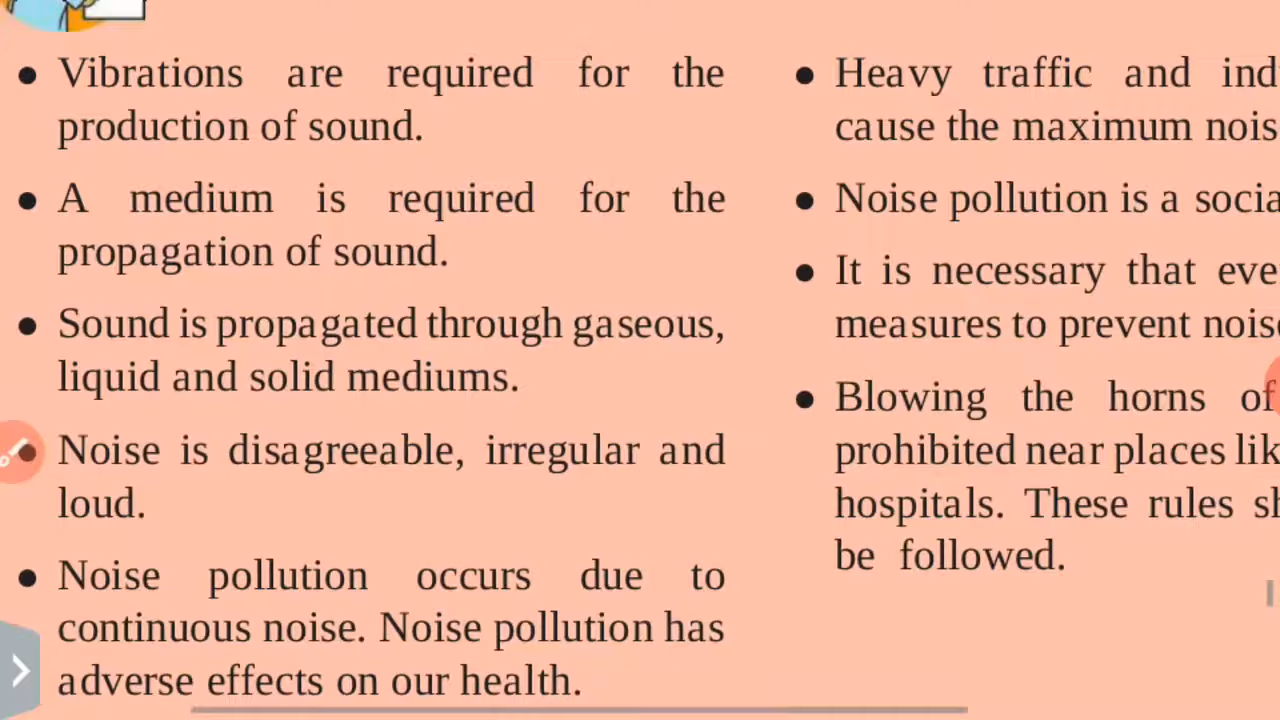 • Vibrations are required for the
production of sound.
• A medium is required for the
propagation of sound.
• Sound is propagated through gaseous,
liquid and solid mediums.
• Noise is disagreeable, irregular and
loud.
• Noise pollution occurs due to
continuous noise. Noise pollution has
adverse effects on our health.
• Heavy traffic and
cause the maximum
• Noise pollution is a
• It is necessary that
measures to prevent
• Blowing the horns of
prohibited near places
hospitals. These rules
be followed.